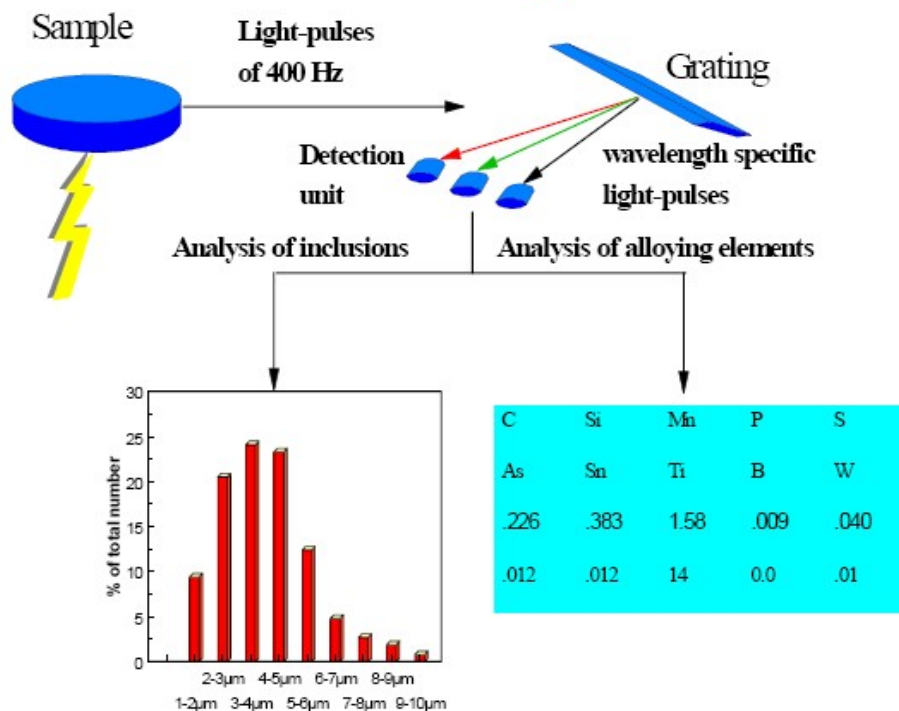 Sample
Light-pulses
of 400 Hz
Grating
Detection
unit
wavelength specific
light-pulses
Analysis of inclusions
Analysis of alloying elements
% of total number
30
25
20
15
10
5
0
2-3µm 4-5µm 6-7µm 8-9µm
1-2µm 3-4µm 5-6µm 7-8µm 9-10µm
C Si Mn P S
As Sn Ti B W
.226 .383 1.58 .009 .040
.012 .012 14 0.0 .01